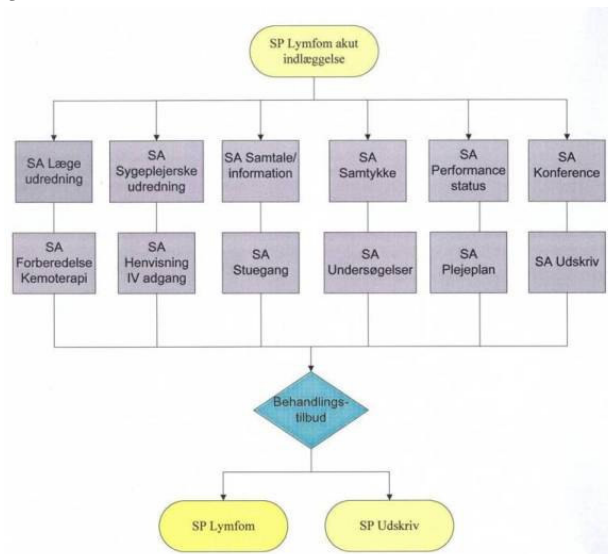 SP Lymfom akut
indlæggelse
SA Læge
udredning
SA
Sygeplejerske
udredning
SA Samtale/
information
SA
Samtykke
SA
Performance
status
SA
Konference
SA
Forberedelse
Kemoterapi
SA
Henvisning
IV adgang
SA
Stuegang
SA
Undersøgelser
SA
Plejeplan
SA Udskriv
Behandlings-
tilbud
SP Lymfom
SP Udskriv